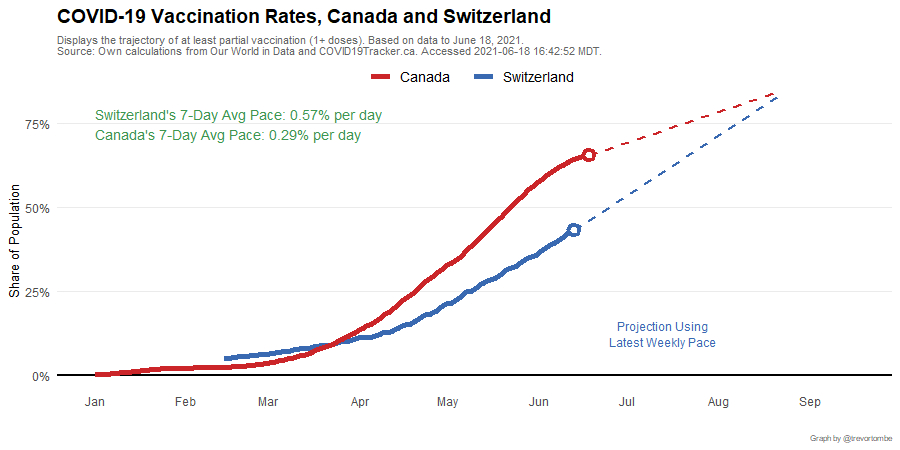 COVID-19 Vaccination Rates, Canada and Switzerland
Displays the trajectory of at least partial vaccination (1+ doses). Based on data to June 18, 2021.
Source: Own calculations from Our World in Data and COVID19Tracker.ca. Accessed 2021-06-18 16:42:52 MDT.
Canada Switzerland
Switzerland's 7-Day Avg Pace: 0.57% per day
Canada's 7-Day Avg Pace: 0.29% per day
75%
50%
25%
0%
Share of Population
Projection Using
Latest Weekly Pace
Jan Feb Mar Apr May Jun Jul Aug Sep
Graph by @trevortombe